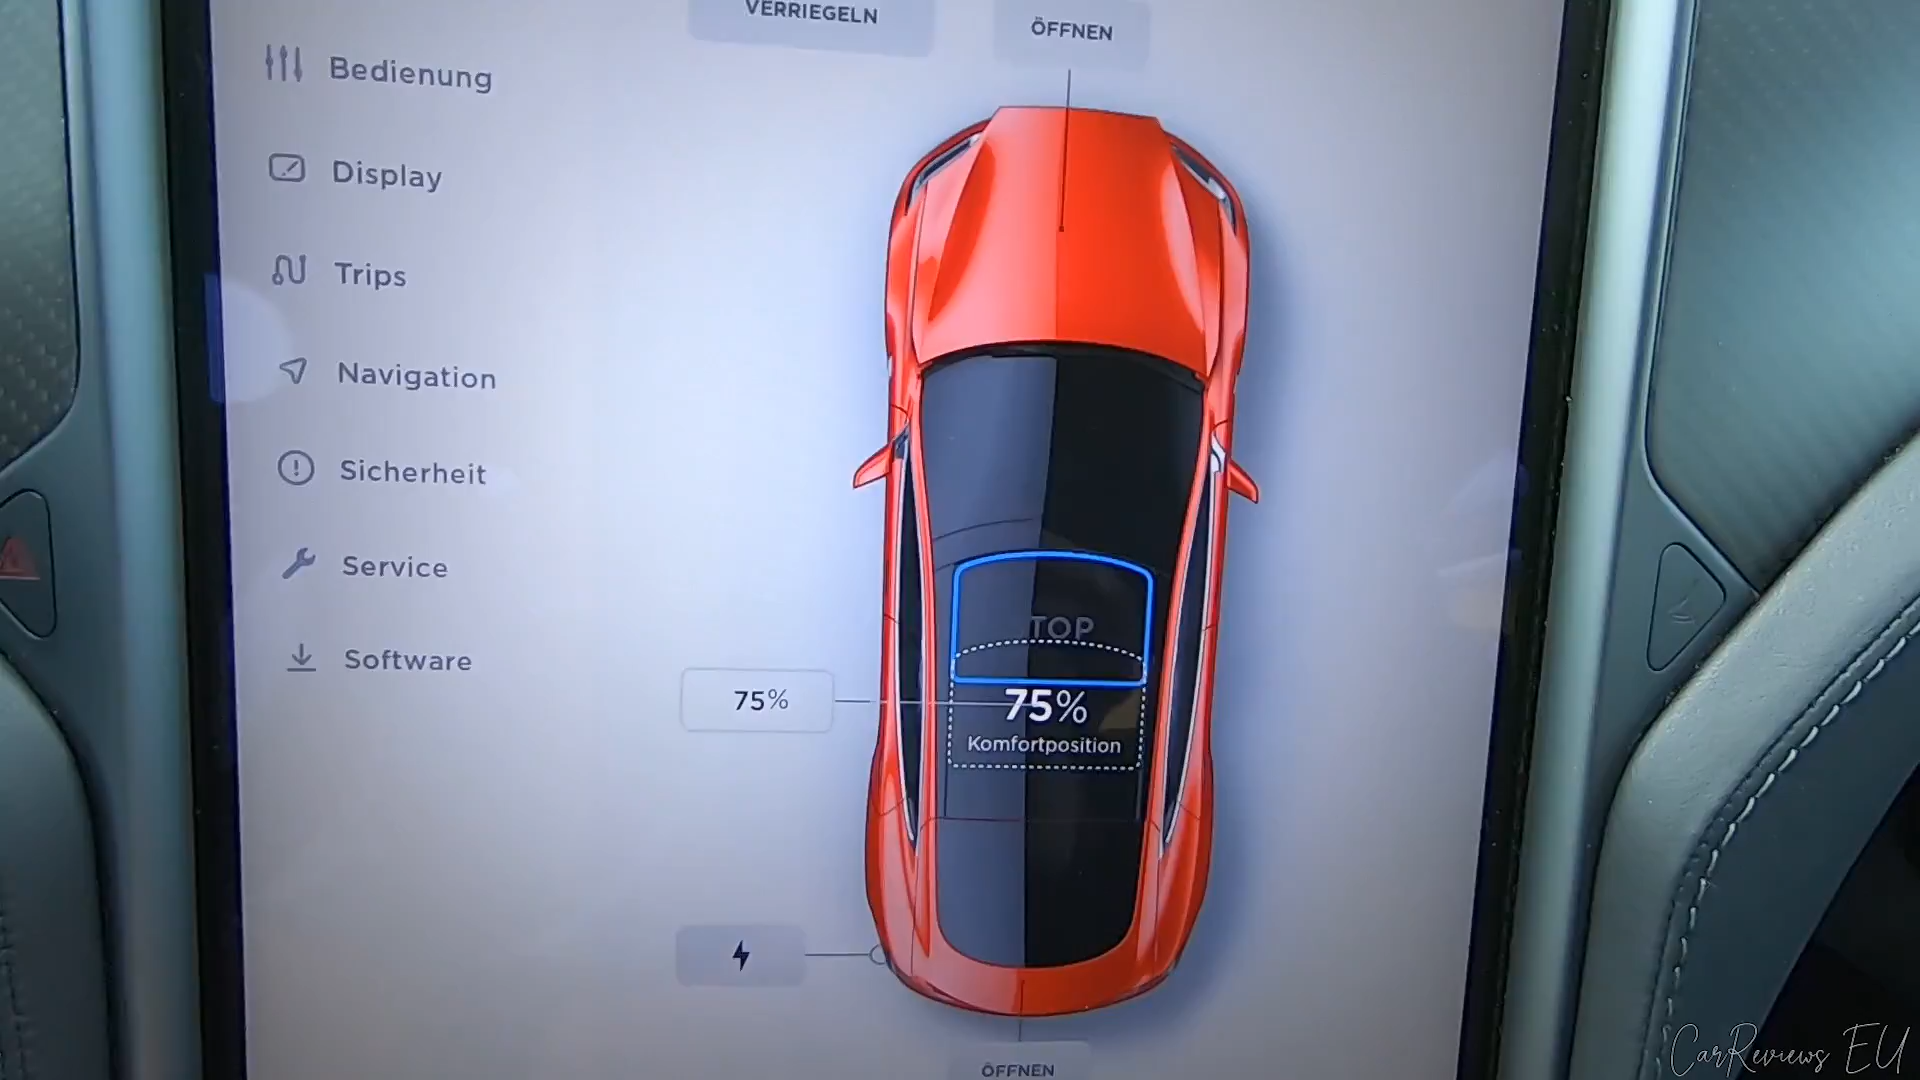 VERRIEGELN
ÖFFNEN
Bedienung
Display
Trips
Navigation
Sicherheit
Service
Software
TOP
75%
75%
Komfortposition
ÖFFNEN
CarReviews EU